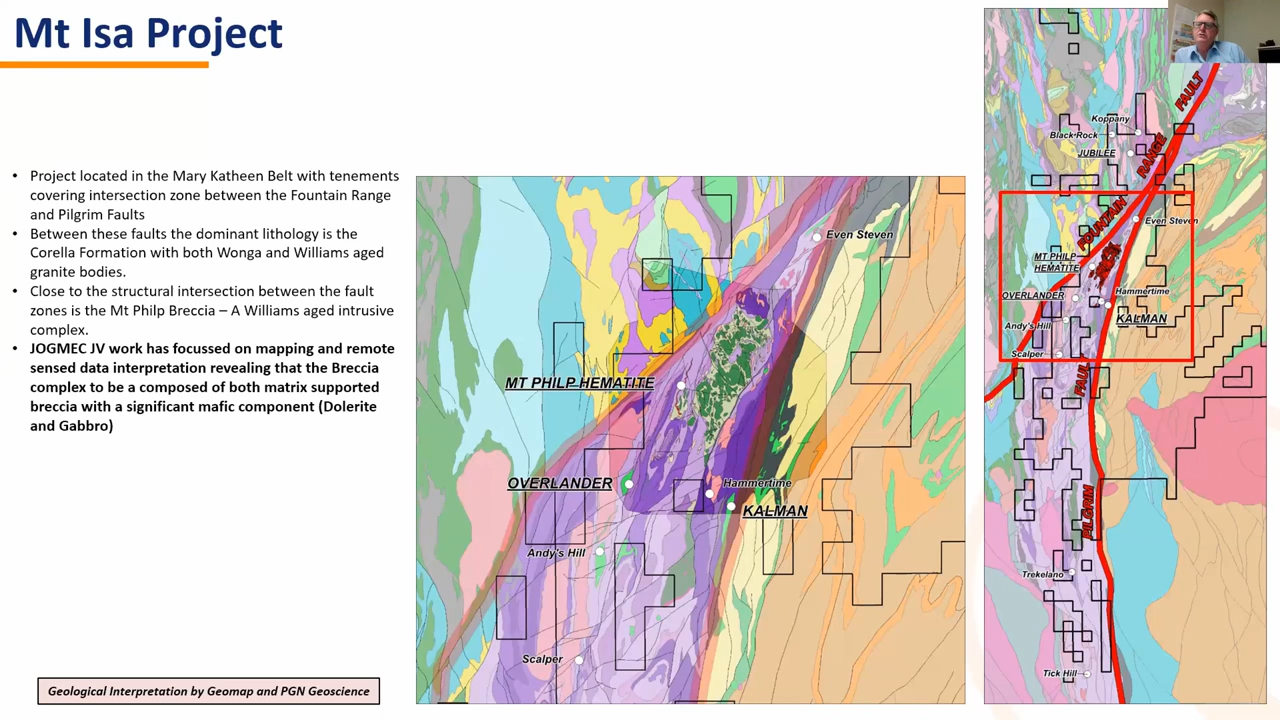 Mt Isa Project
• Project located in the Mary Katheen Belt with tenements
covering intersection zone between the Fountain Range
and Pilgrim Faults
• Between these faults the dominant lithology is the
Corella Formation with both Wonga and Williams aged
granite bodies.
• Close to the structural intersection between the fault
zones is the Mt Philp Breccia – A Williams aged intrusive
complex.
• JOGMEC JV work has focussed on mapping and remote
sensed data interpretation revealing that the Breccia
complex to be a composed of both matrix supported
breccia with a significant mafic component (Dolerite
and Gabbro)
Geological Interpretation by Geomap and PGN Geoscience
Even Steven
MT PHILP HEMATITE
OVERLANDER
Hammertime
KALMAN
Andy's Hill
Scalper
FAULT
Koppany
Black Rock
JUBILEE
RANGE
FOUNTAIN
Even Steven
MT PHILP
HEMATITE
OVERLANDER
Hammertime
KALMAN
Andy's Hill
Scalper
FAULT
PILGRIM
Trekelano
Tick Hill